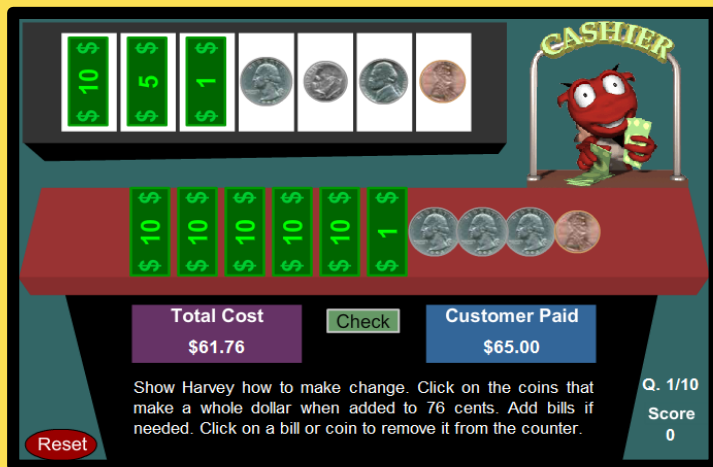 CASHIER
$ 10 $
$ 5 $
$ 1 $
$ 10 $
$ 10 $
$ 10 $
$ 10 $
$ 10 $
$ 1 $
Total Cost
$61.76
Check
Customer Paid
$65.00
Show Harvey how to make change. Click on the coins that
make a whole dollar when added to 76 cents. Add bills if
needed. Click on a bill or coin to remove it from the counter.
Q. 1/10
Score
0
Reset